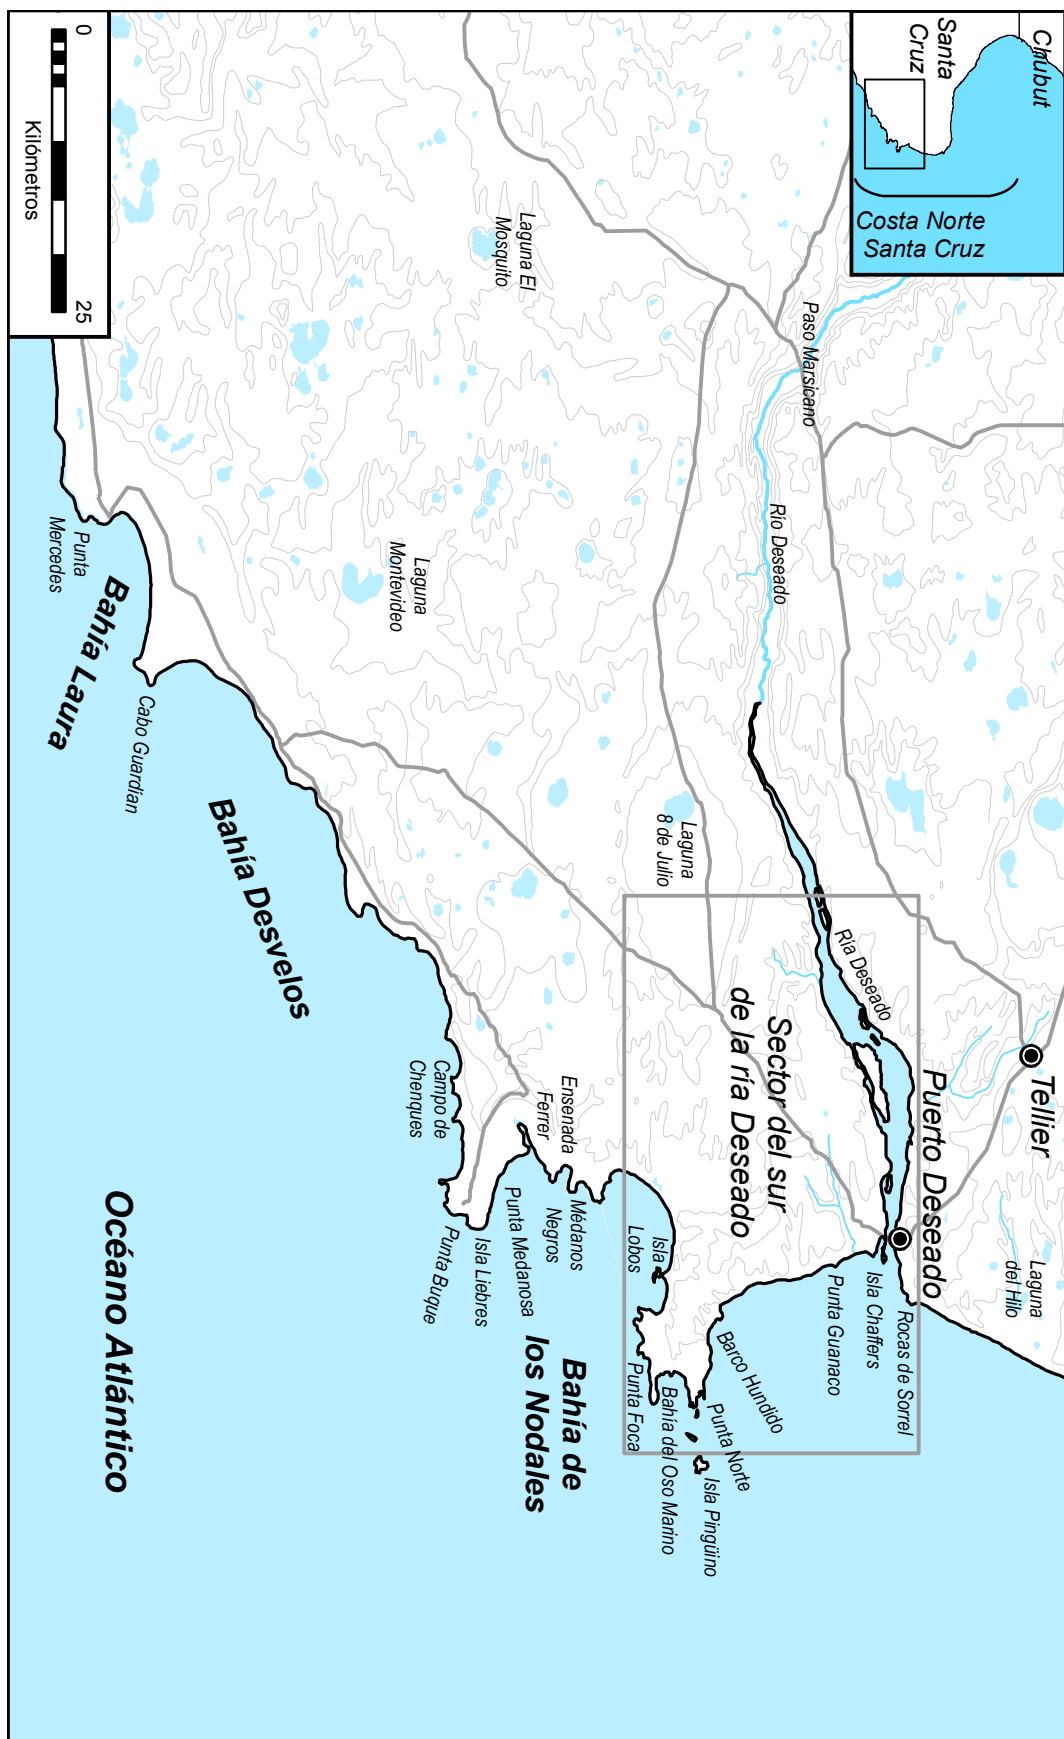 Chubut
Santa
Cruz
Costa Norte
Santa Cruz
0
25
Kilómetros
Laguna El
Mosquito
Paso Marsicano
Río Deseado
Laguna
Montevideo
Punta
Mercedes
Bahía Laura
Cabo Guardían
Bahía Desvelos
Laguna
8 de Julio
Ría Deseado
Sector del sur
de la ría Deseado
Tellier
Puerto Deseado
Laguna
del Hilo
Rocas de Sorrel
Isla Chaffers
Punta Guanaco
Barco Hundido
Punta Norte
Isla Pingüino
Bahía del Oso Marino
Punta Foca
Isla
Lobos
Ensenada
Ferrer
Médanos
Negros
Punta Medanosa
Isla Liebres
Punta Buque
Campo de
Chenques
Bahía de
los Nodales
Océano Atlántico